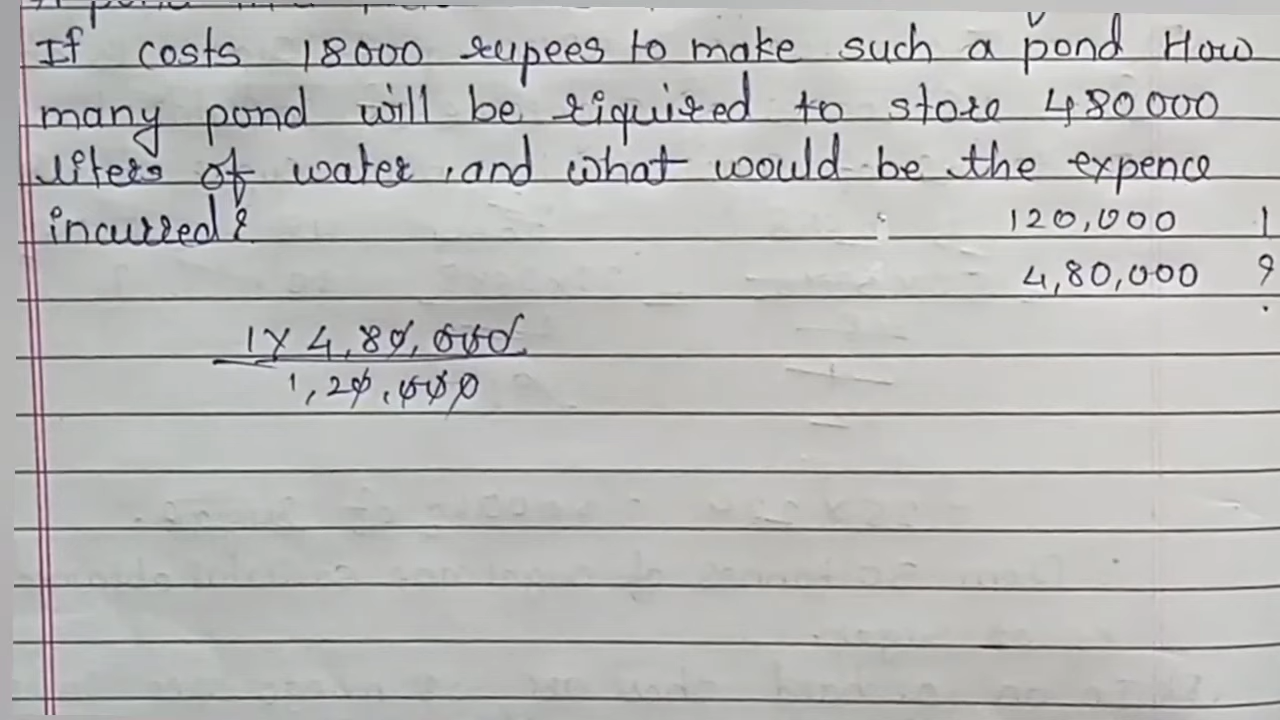 If costs 18000 rupees to make such a pond How
many pond will be riquired to store 480000
liters of water, and what would be the expence
incurred?
120,000 1
4,80,000 ?
1 x 4,80,000
1,20,000